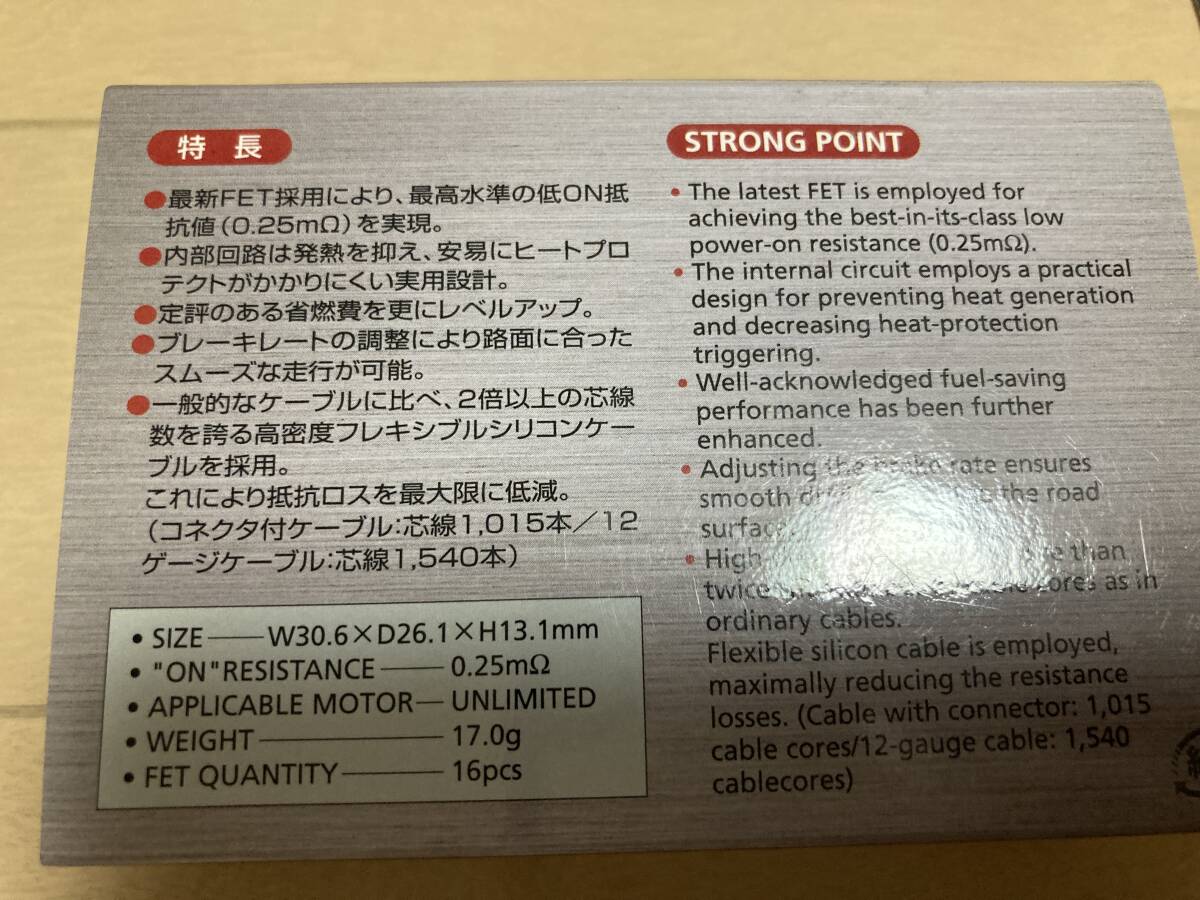 特 長
●最新FET採用により、最高水準の低ON抵
抗値(0.25mΩ)を実現。
●内部回路は発熱を抑え、安易にヒートプロ
テクトがかかりにくい実用設計。
●定評のある省燃費を更にレベルアップ。
●ブレーキレートの調整により路面に合った
スムーズな走行が可能。
●一般的なケーブルに比べ、2倍以上の芯線
数を誇る高密度フレキシブルシリコンケー
ブルを採用。
これにより抵抗ロスを最大限に低減。
(コネクタ付ケーブル:芯線1,015本/12
ゲージケーブル:芯線1,540本)
• SIZE——W30.6×D26.1×H13.1mm
• "ON"RESISTANCE——0.25mΩ
• APPLICABLE MOTOR—UNLIMITED
• WEIGHT——17.0g
• FET QUANTITY——16pcs
STRONG POINT
• The latest FET is employed for
achieving the best-in-its-class low
power-on resistance (0.25mΩ).
• The internal circuit employs a practical
design for preventing heat generation
and decreasing heat-protection
triggering.
• Well-acknowledged fuel-saving
performance has been further
enhanced.
• Adjusting the brake rate ensures
smooth the road
• High than
twice cores as in
ordinary cables.
Flexible silicon cable is employed,
maximally reducing the resistance
losses. (Cable with connector: 1,015
cable cores/12-gauge cable: 1,540
cablecores)